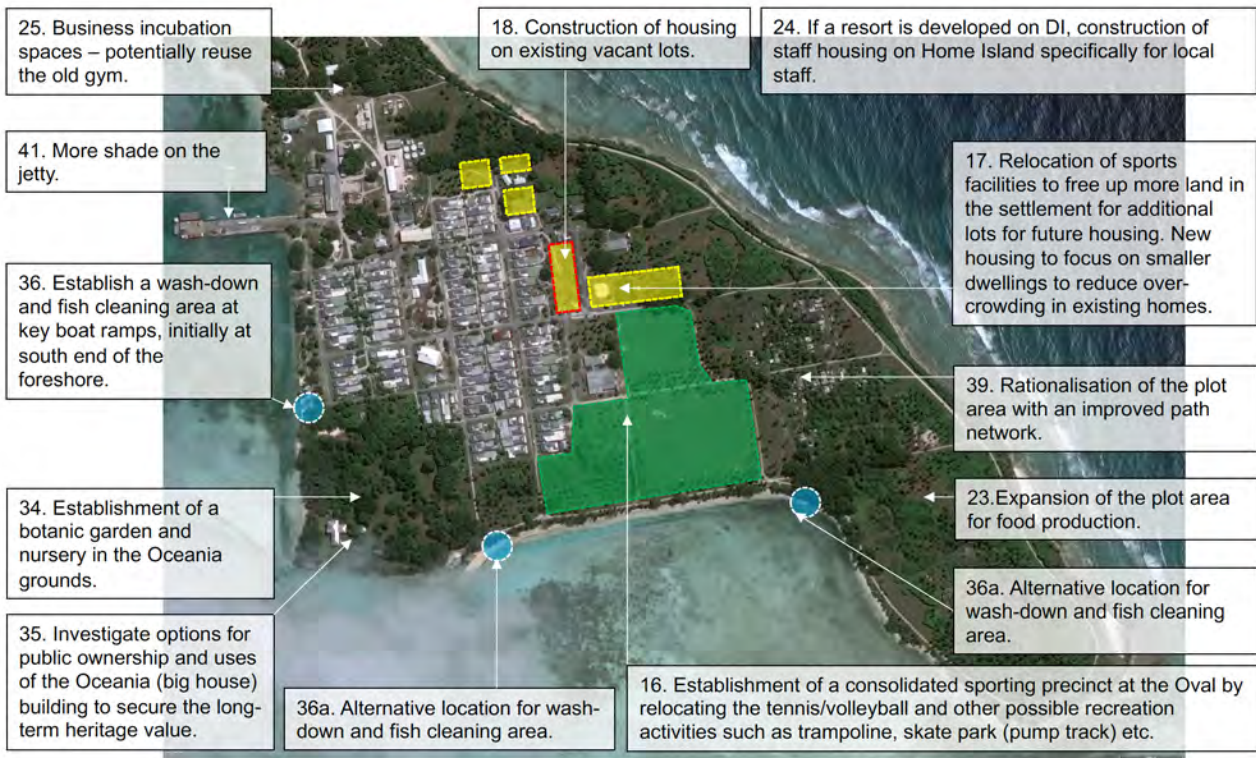 25. Business incubation
spaces – potentially reuse
the old gym.
18. Construction of housing
on existing vacant lots.
24. If a resort is developed on DI, construction of
staff housing on Home Island specifically for local
staff.
41. More shade on the
jetty.
17. Relocation of sports
facilities to free up more land in
the settlement for additional
lots for future housing. New
housing to focus on smaller
dwellings to reduce over-
crowding in existing homes.
36. Establish a wash-down
and fish cleaning area at
key boat ramps, initially at
south end of the
foreshore.
39. Rationalisation of the plot
area with an improved path
network.
34. Establishment of a
botanic garden and
nursery in the Oceania
grounds.
23.Expansion of the plot area
for food production.
36a. Alternative location for
wash-down and fish cleaning
area.
35. Investigate options for
public ownership and uses
of the Oceania (big house)
building to secure the long-
term heritage value.
36a. Alternative location for wash-
down and fish cleaning area.
16. Establishment of a consolidated sporting precinct at the Oval by
relocating the tennis/volleyball and other possible recreation
activities such as trampoline, skate park (pump track) etc.